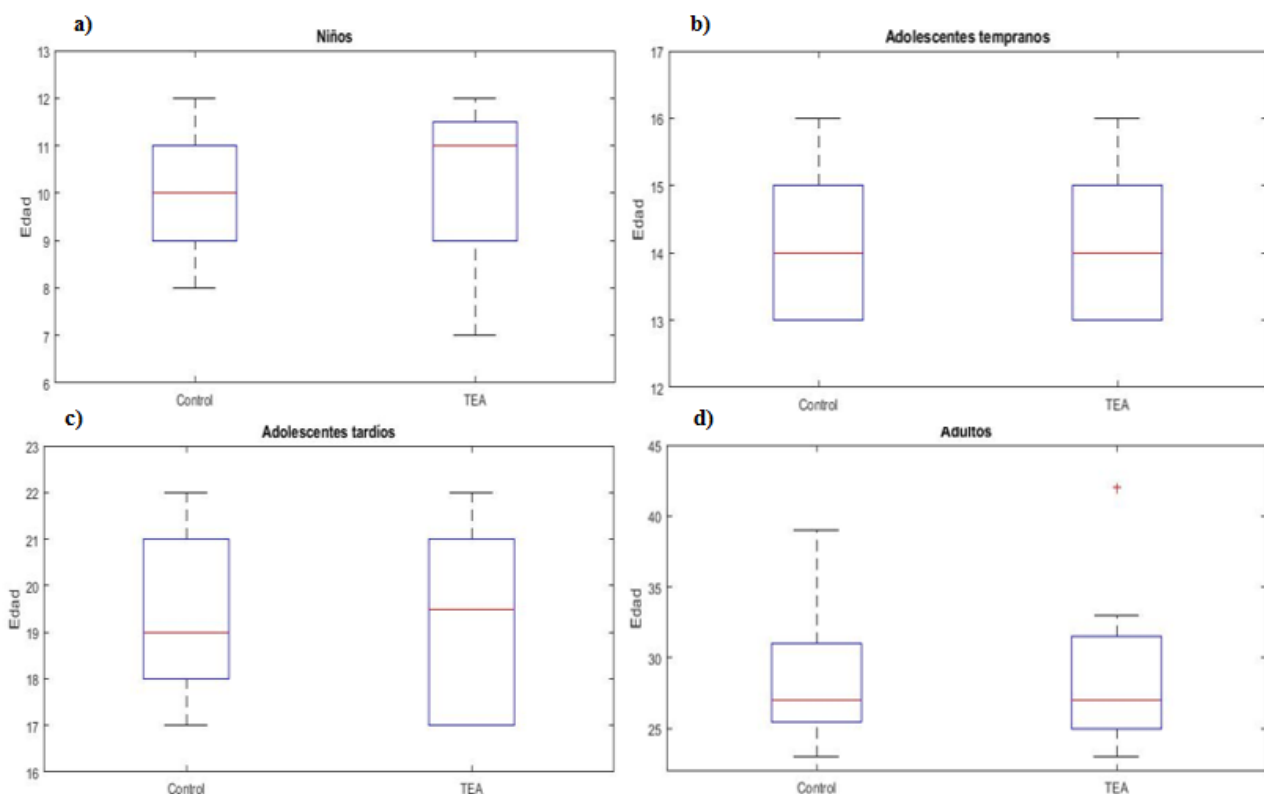 a)
Niños
13
12
11
10
9
8
7
6
Edad
Control
TEA
b)
Adolescentes tempranos
17
16
15
14
13
12
Edad
Control
TEA
c)
Adolescentes tardíos
23
22
21
20
19
18
17
16
Edad
Control
TEA
d)
Adultos
45
40
35
30
25
Edad
Control
TEA